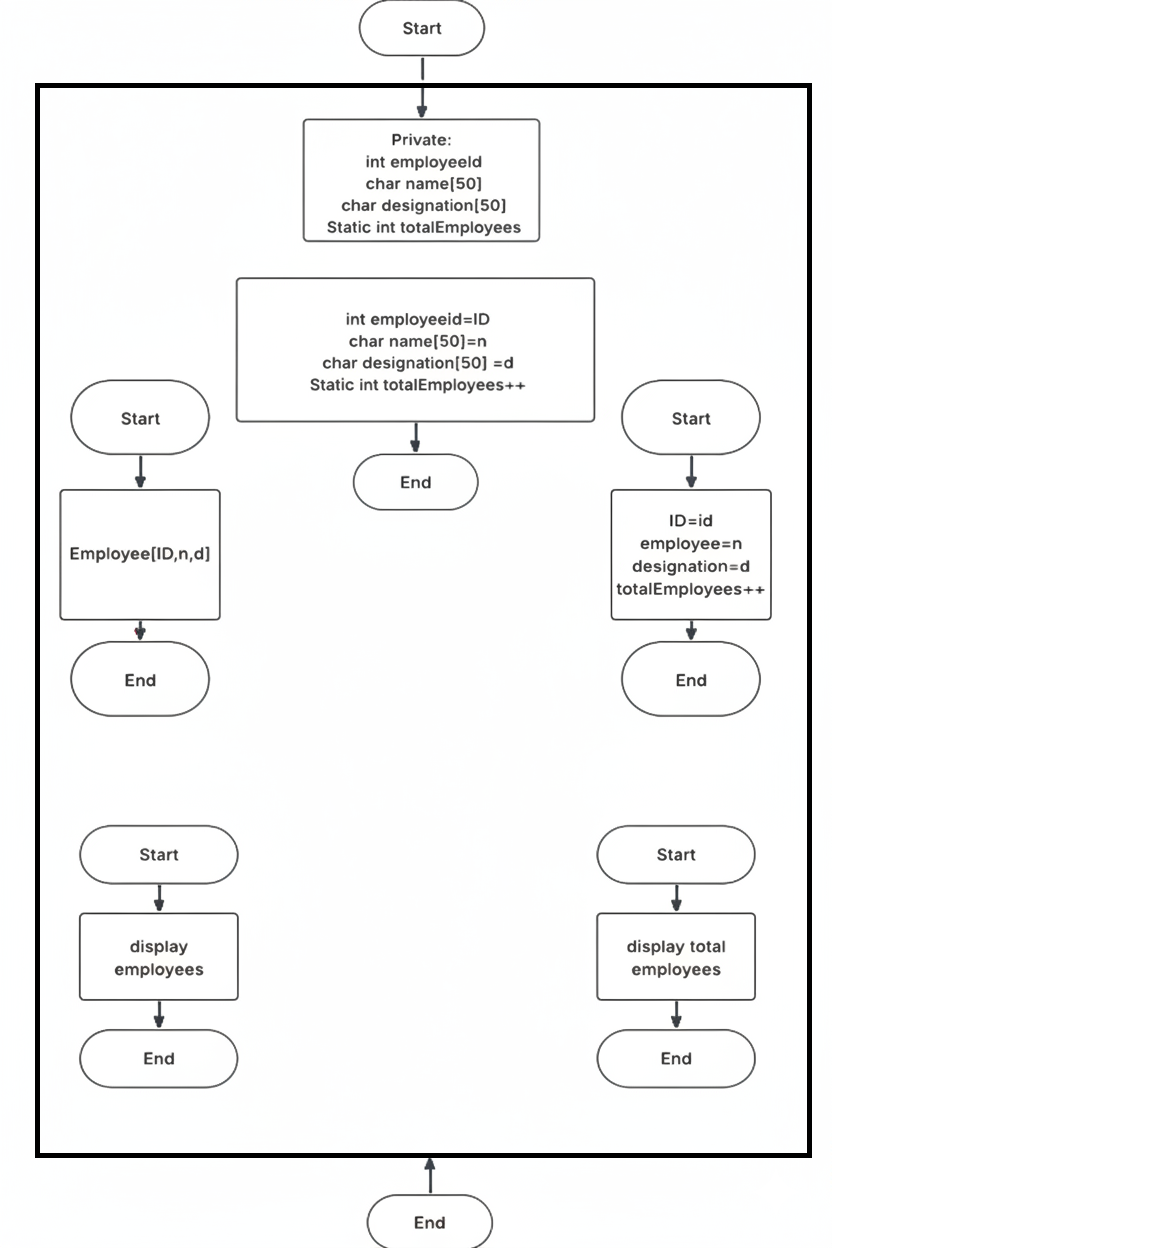 Start
Private:
int employeeId
char name[50]
char designation[50]
Static int totalEmployees
int employeeid=ID
char name[50]=n
char designation[50] =d
Static int totalEmployees++
End
Start
Employee[ID,n,d]
End
Start
ID=id
employee=n
designation=d
totalEmployees++
End
Start
display
employees
End
Start
display total
employees
End
End